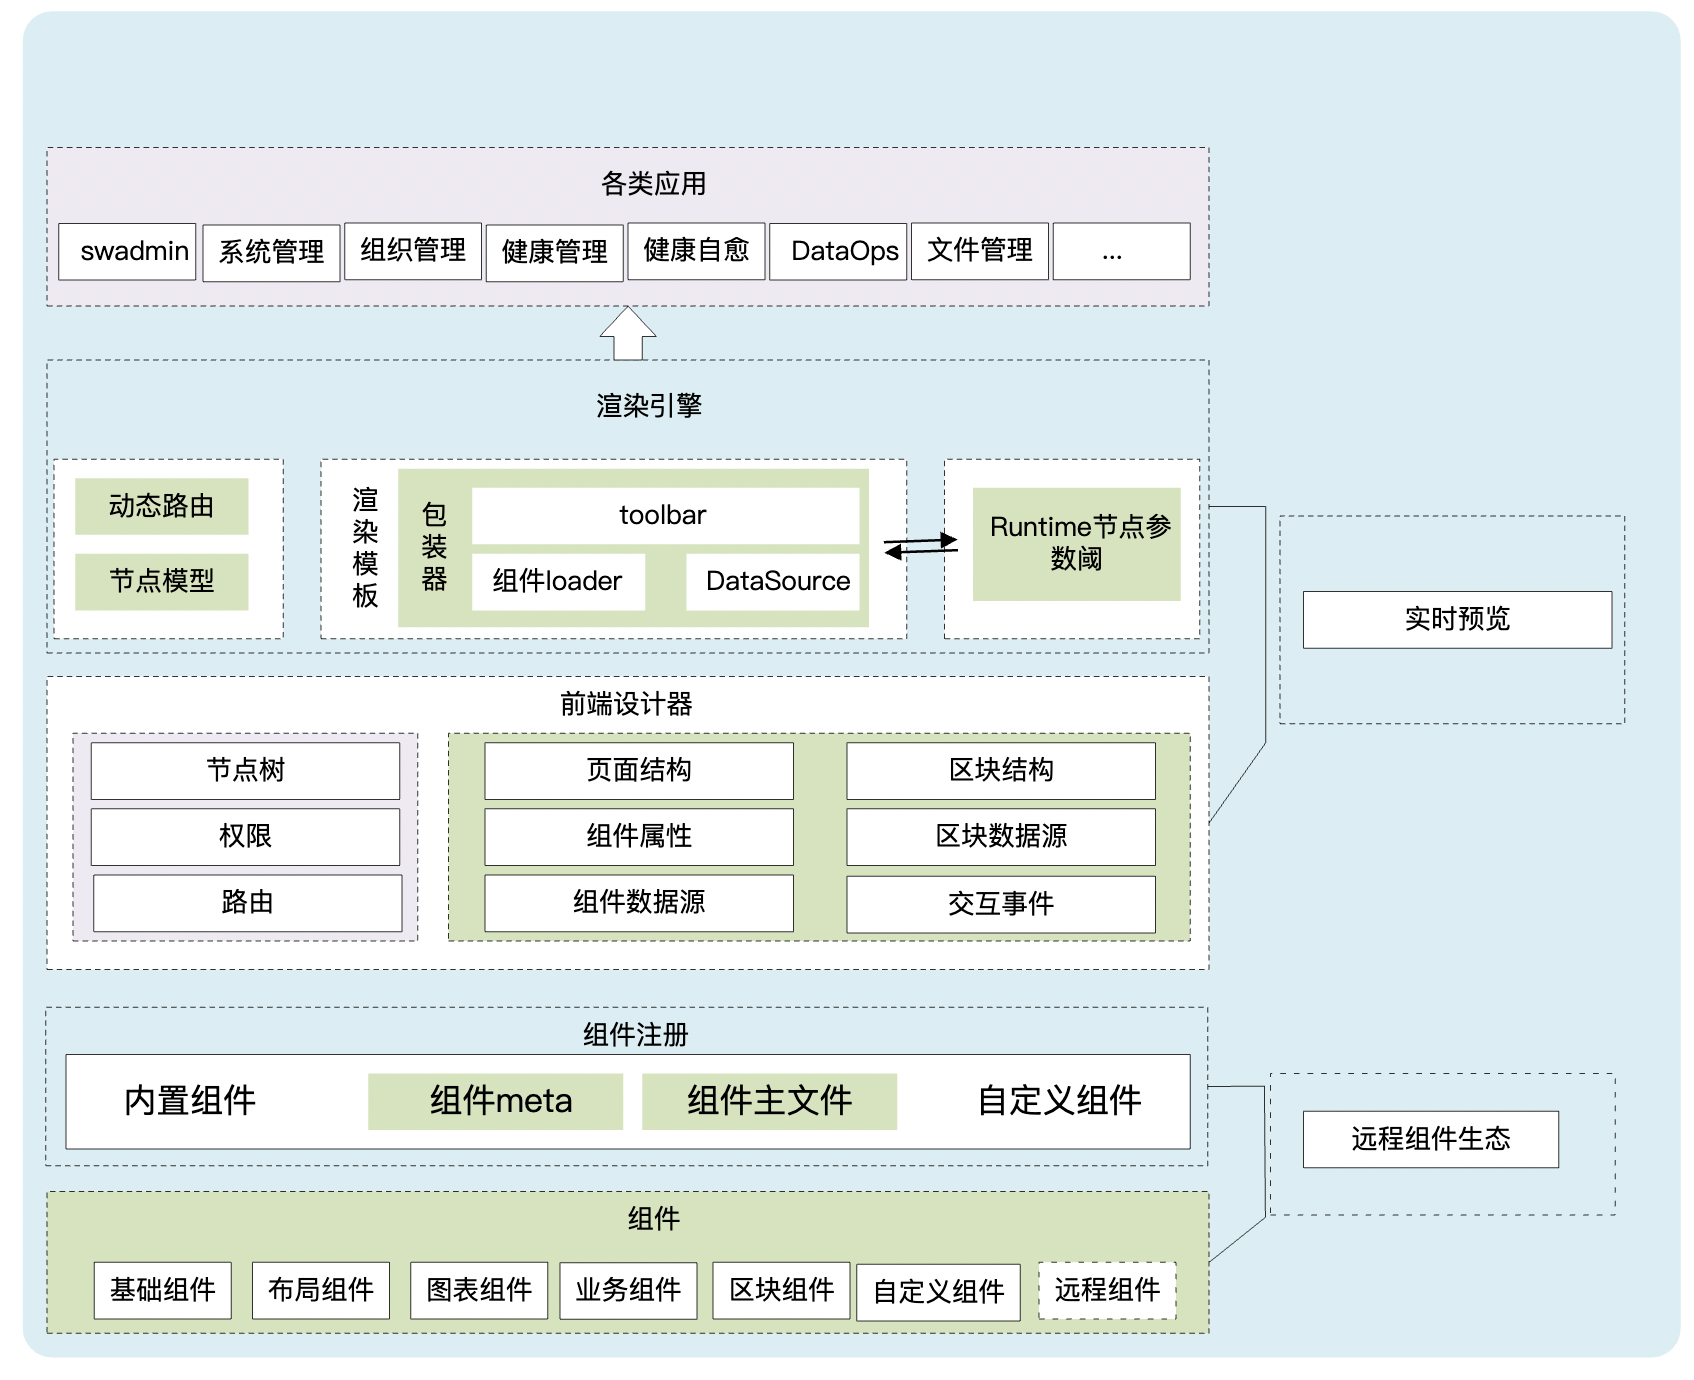 各类应用
swadmin
系统管理
组织管理
健康管理
健康自愈
DataOps
文件管理
...
渲染引擎
动态路由
节点模型
渲染模板
包装器
toolbar
组件loader
DataSource
Runtime节点参
数阈
实时预览
前端设计器
节点树
权限
路由
页面结构
区块结构
组件属性
区块数据源
组件数据源
交互事件
组件注册
内置组件
组件meta
组件主文件
自定义组件
远程组件生态
组件
基础组件
布局组件
图表组件
业务组件
区块组件
自定义组件
远程组件